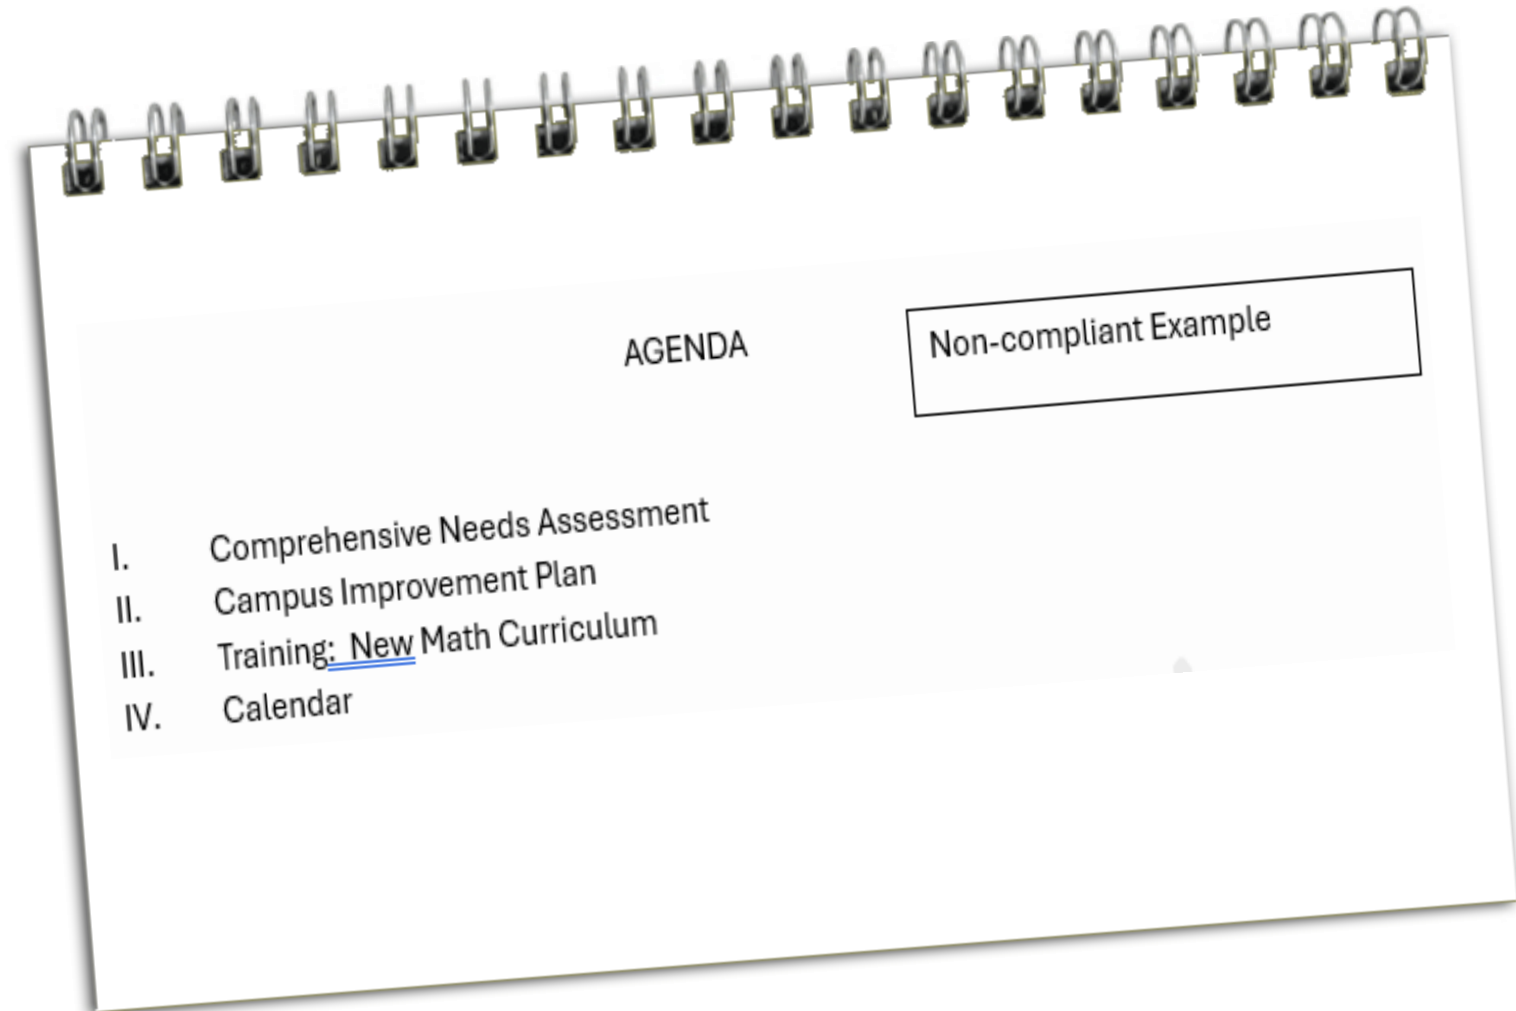 AGENDA
Non-compliant Example
I. Comprehensive Needs Assessment
II. Campus Improvement Plan
III. Training:  New Math Curriculum
IV. Calendar